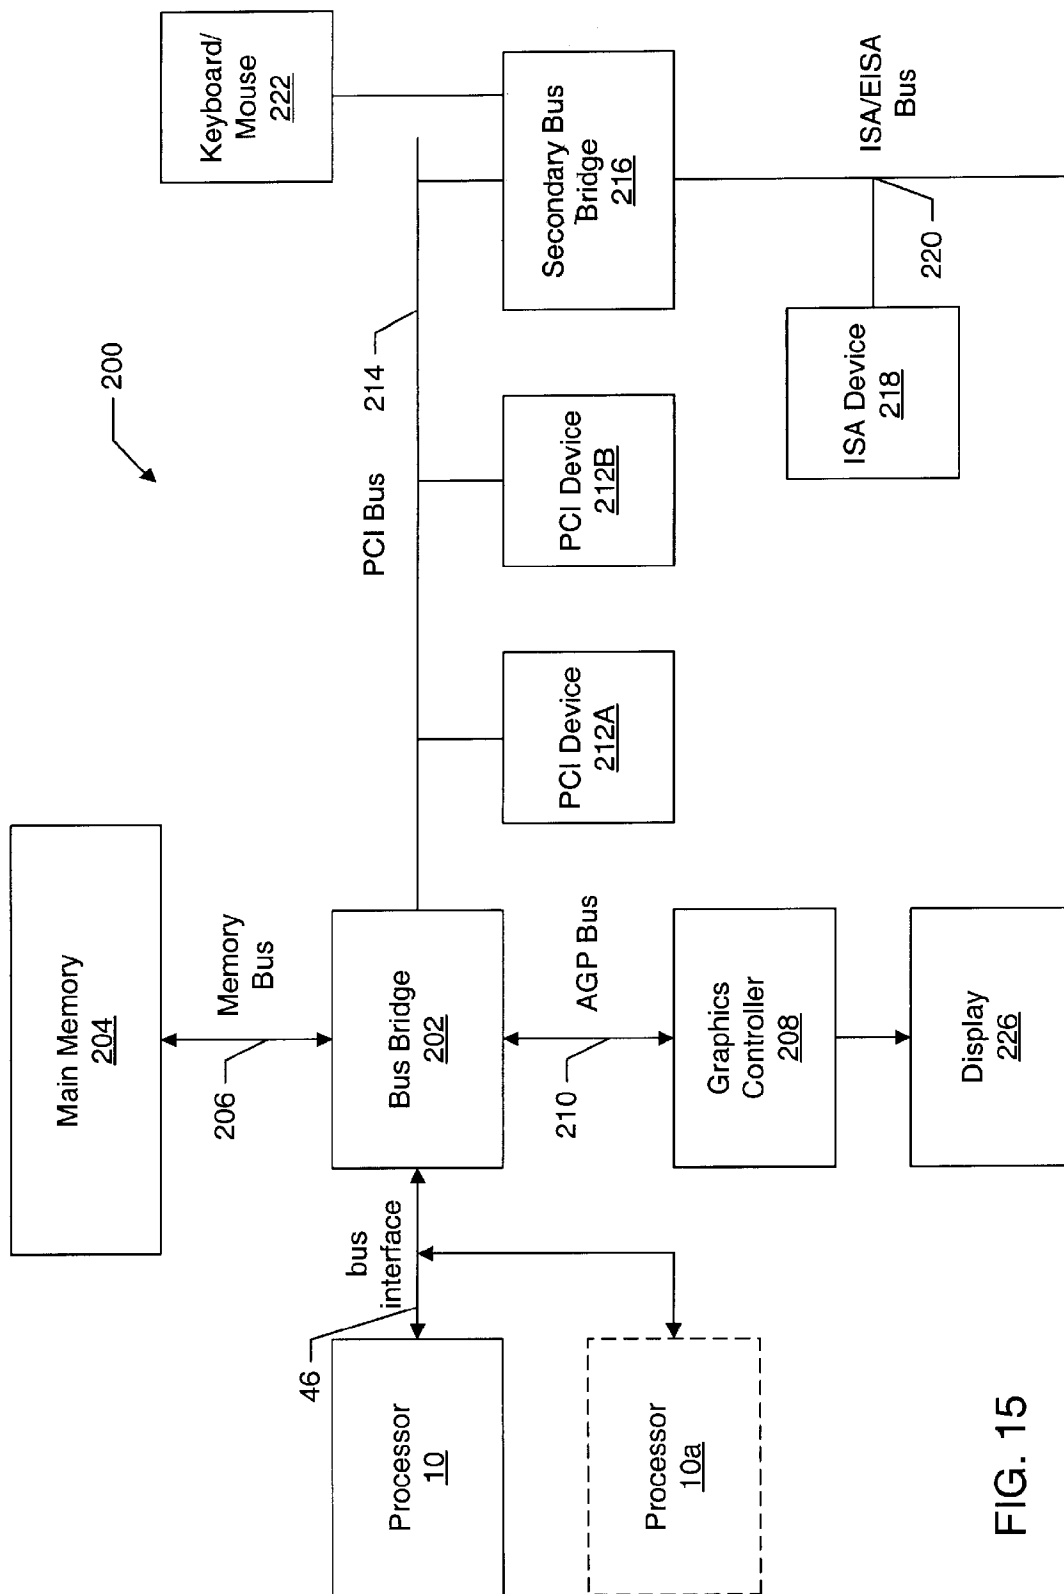 200
Main Memory
204
Memory
Bus
206
Keyboard/
Mouse
222
46
bus
interface
Processor
10
Bus Bridge
202
PCI Bus
214
Processor
10a
210
AGP Bus
PCI Device
212A
PCI Device
212B
Secondary Bus
Bridge
216
Graphics
Controller
208
ISA Device
218
220
ISA/EISA
Bus
Display
226
FIG. 15